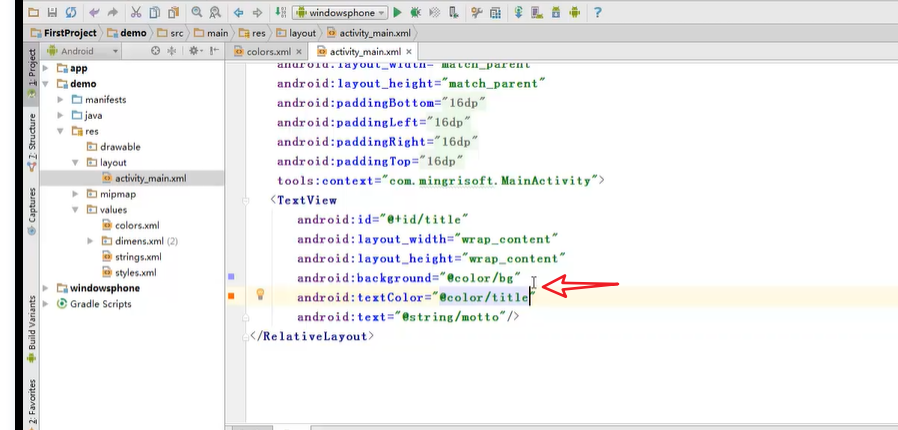 windowsphone
FirstProject demo src main res layout activity_main.xml
1: Project
Android
colors.xml
activity_main.xml
app
demo
manifests
java
res
drawable
layout
activity_main.xml
mipmap
values
colors.xml
dimens.xml (2)
strings.xml
styles.xml
windowsphone
Gradle Scripts
7: Structure
Captures
Build Variants
2: Favorites
android:layout_width="match_parent"
android:layout_height="match_parent"
android:paddingBottom="16dp"
android:paddingLeft="16dp"
android:paddingRight="16dp"
android:paddingTop="16dp"
tools:context="com.mingrisoft.MainActivity">
<TextView
android:id="@+id/title"
android:layout_width="wrap_content"
android:layout_height="wrap_content"
android:background="@color/bg"
android:textColor="@color/title"
android:text="@string/motto"/>
</RelativeLayout>